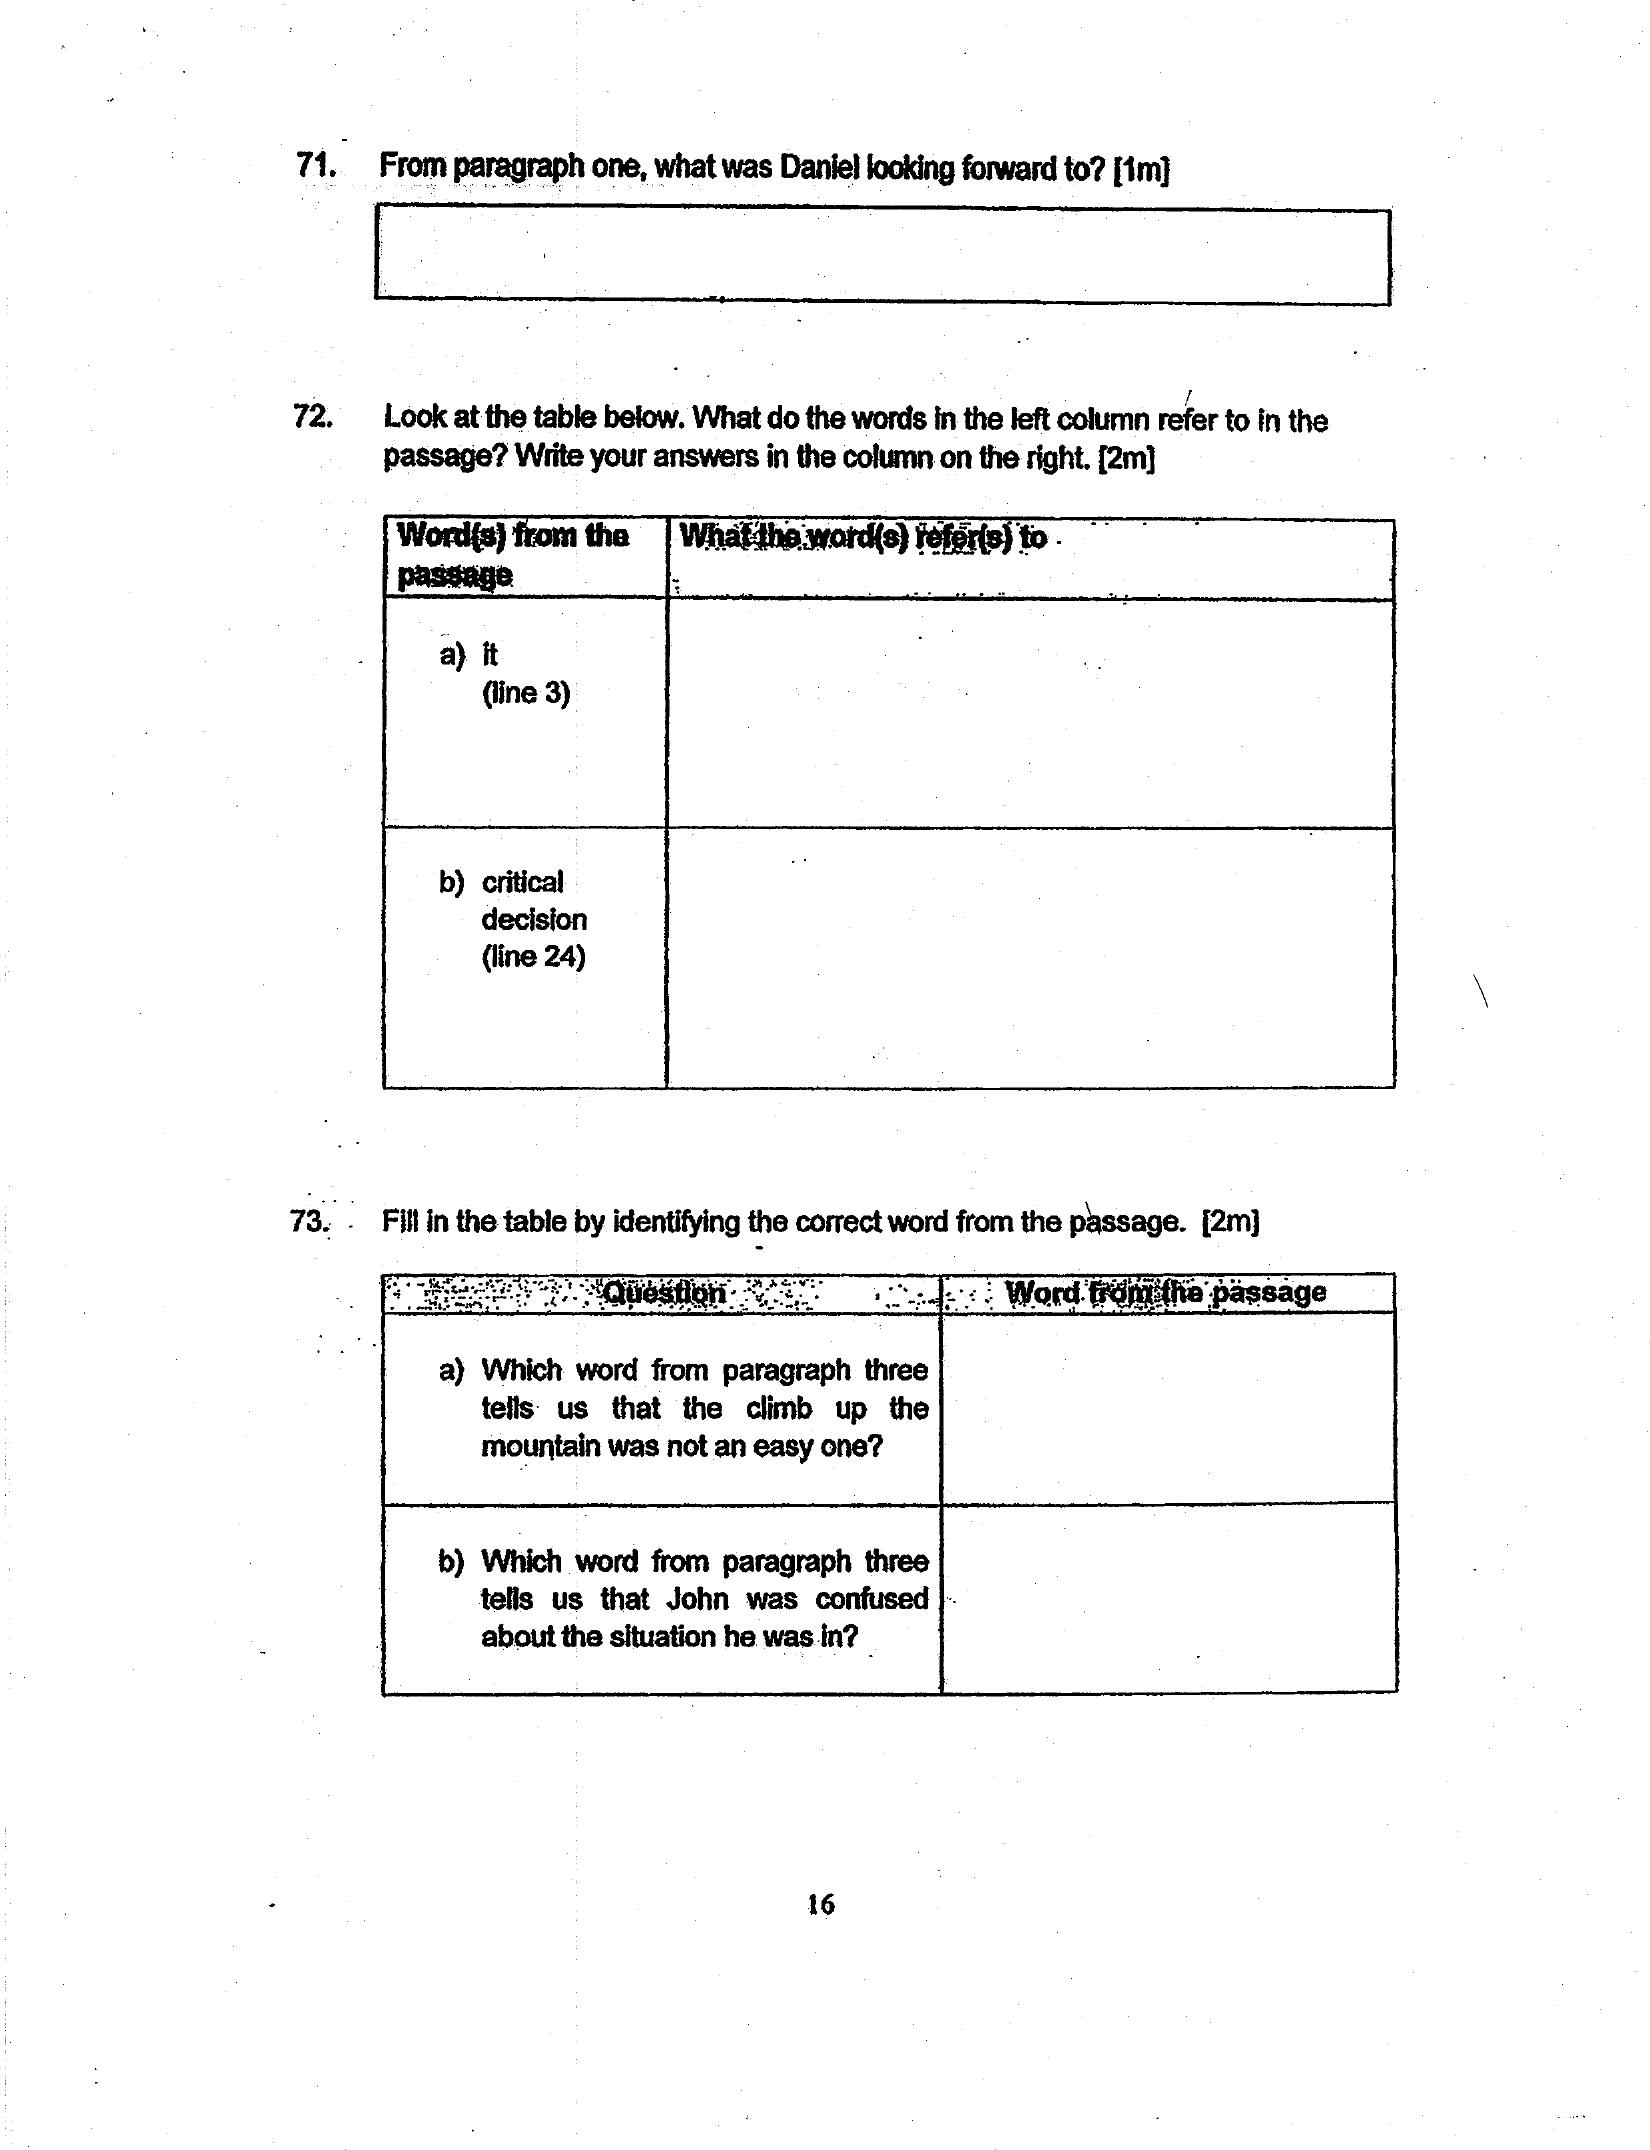 71. From paragraph one, what was Daniel looking forward to? [1m]
72. Look at the table below. What do the words in the left column refer to in the
passage? Write your answers in the column on the right. [2m]
Word(s) from the
passage
What the word(s) refer(s) to
a) it
(line 3)
b) critical
decision
(line 24)
73. Fill in the table by identifying the correct word from the passage. [2m]
Question
Word from the passage
a) Which word from paragraph three
tells us that the climb up the
mountain was not an easy one?
b) Which word from paragraph three
tells us that John was confused
about the situation he was in?
16